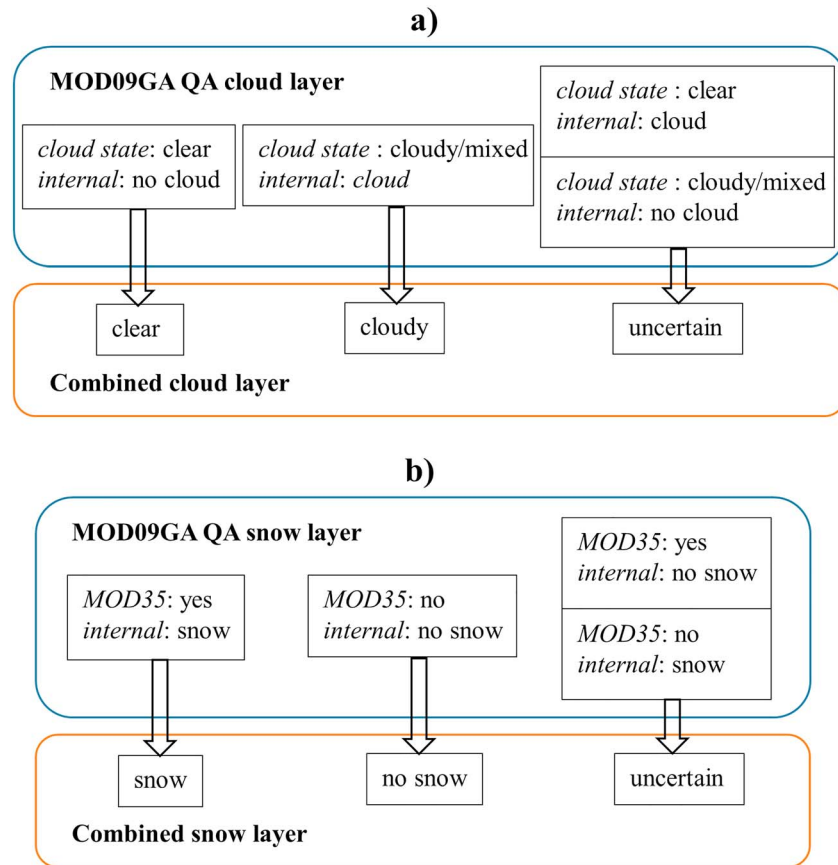 a)
MOD09GA QA cloud layer
cloud state: clear
internal: no cloud
cloud state : cloudy/mixed
internal: cloud
cloud state : clear
internal: cloud
cloud state : cloudy/mixed
internal: no cloud
clear
cloudy
uncertain
Combined cloud layer
b)
MOD09GA QA snow layer
MOD35: yes
internal: snow
MOD35: no
internal: no snow
MOD35: yes
internal: no snow
MOD35: no
internal: snow
snow
no snow
uncertain
Combined snow layer